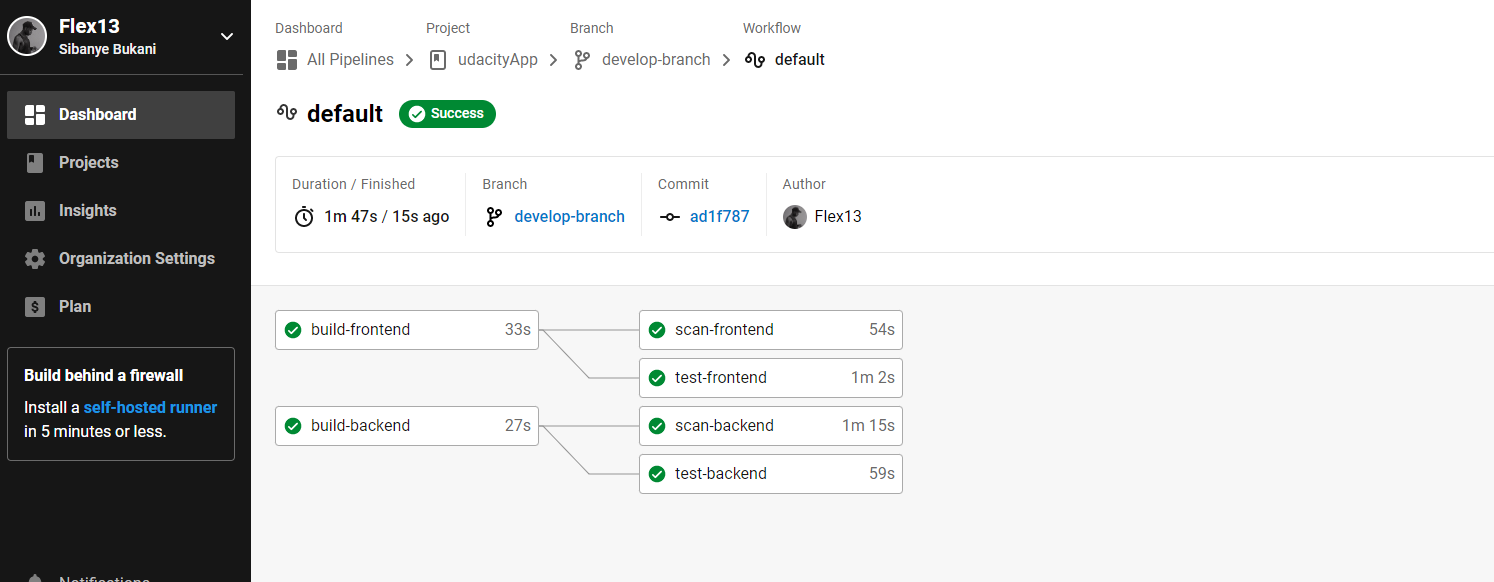 Flex13
Sibanye Bukani
Dashboard
Projects
Insights
Organization Settings
Plan
Build behind a firewall
Install a self-hosted runner
in 5 minutes or less.
Notifications
Dashboard Project Branch Workflow
All Pipelines udacityApp develop-branch default
default Success
Duration / Finished Branch Commit Author
1m 47s / 15s ago develop-branch ad1f787 Flex13
build-frontend 33s scan-frontend 54s
test-frontend 1m 2s
build-backend 27s scan-backend 1m 15s
test-backend 59s